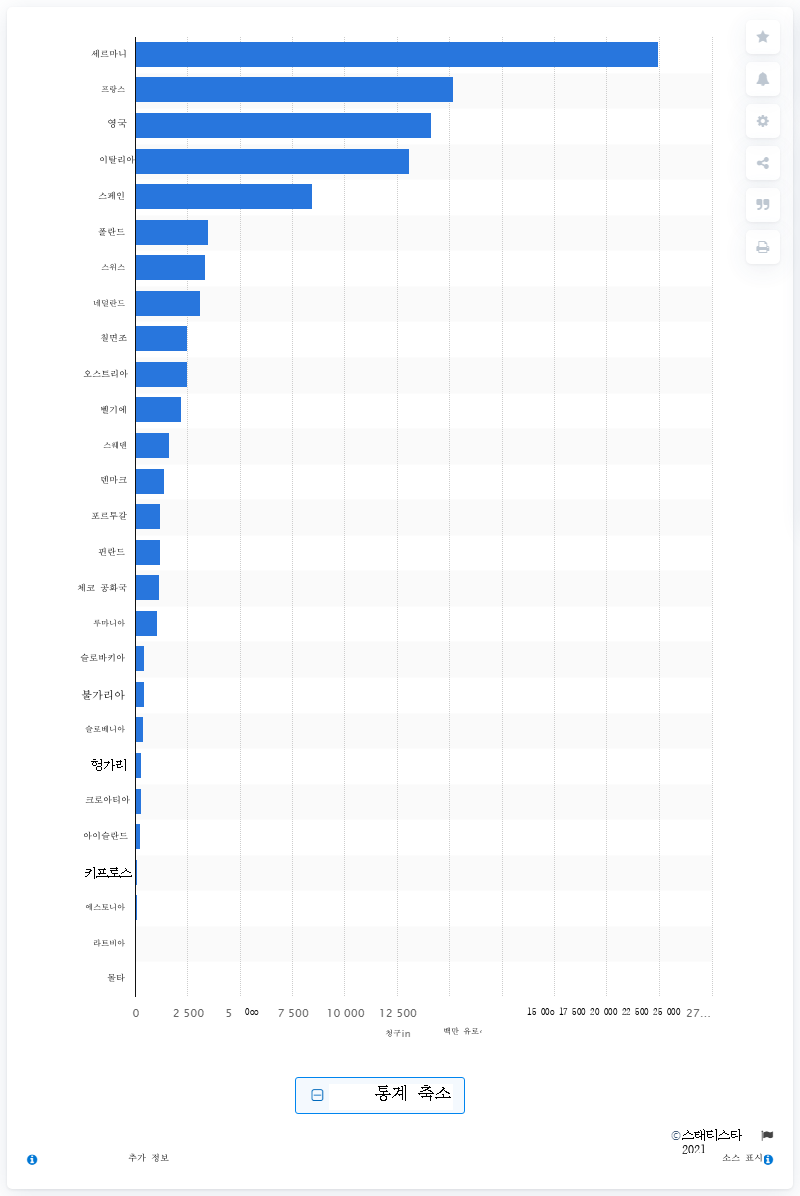 쩨르마니
프랑스
영국
이탈리아
스페인
폴란드
스위스
네덜란드
칠면조
오스트리아
벨기에
스웨덴
덴마크
포르투갈
핀란드
체코 공화국
루마니아
슬로바키아
불가리아
슬로베니아
헝가리
크로아티아
아이슬란드
키프로스
에스토니아
라트비아
몰타
0 2 500 5 7 500 10 000 12 500 15 17 500 20 000 22 500 25 000 27...
청구in 백만 유로
통계 축소
©스태티스타
2021
추가 정보 소스 표시